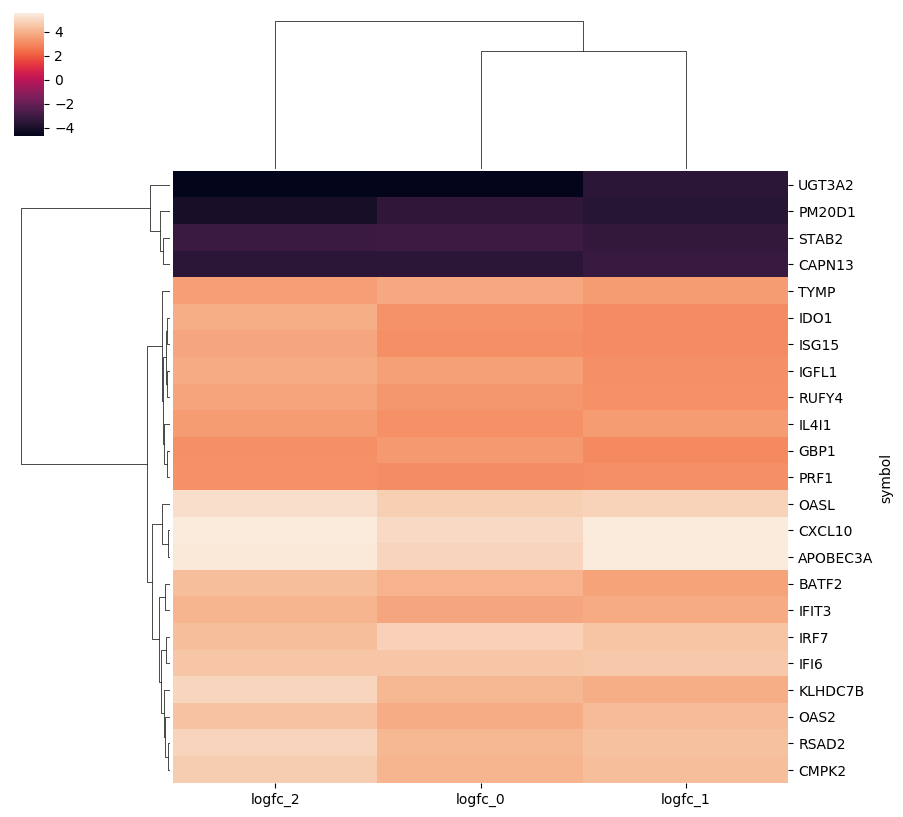 4
2
0
−2
−4
UGT3A2
PM20D1
STAB2
CAPN13
TYMP
IDO1
ISG15
IGFL1
RUFY4
IL4I1
GBP1
PRF1
OASL
CXCL10
APOBEC3A
BATF2
IFIT3
IRF7
IFI6
KLHDC7B
OAS2
RSAD2
CMPK2
symbol
logfc_2 logfc_0 logfc_1